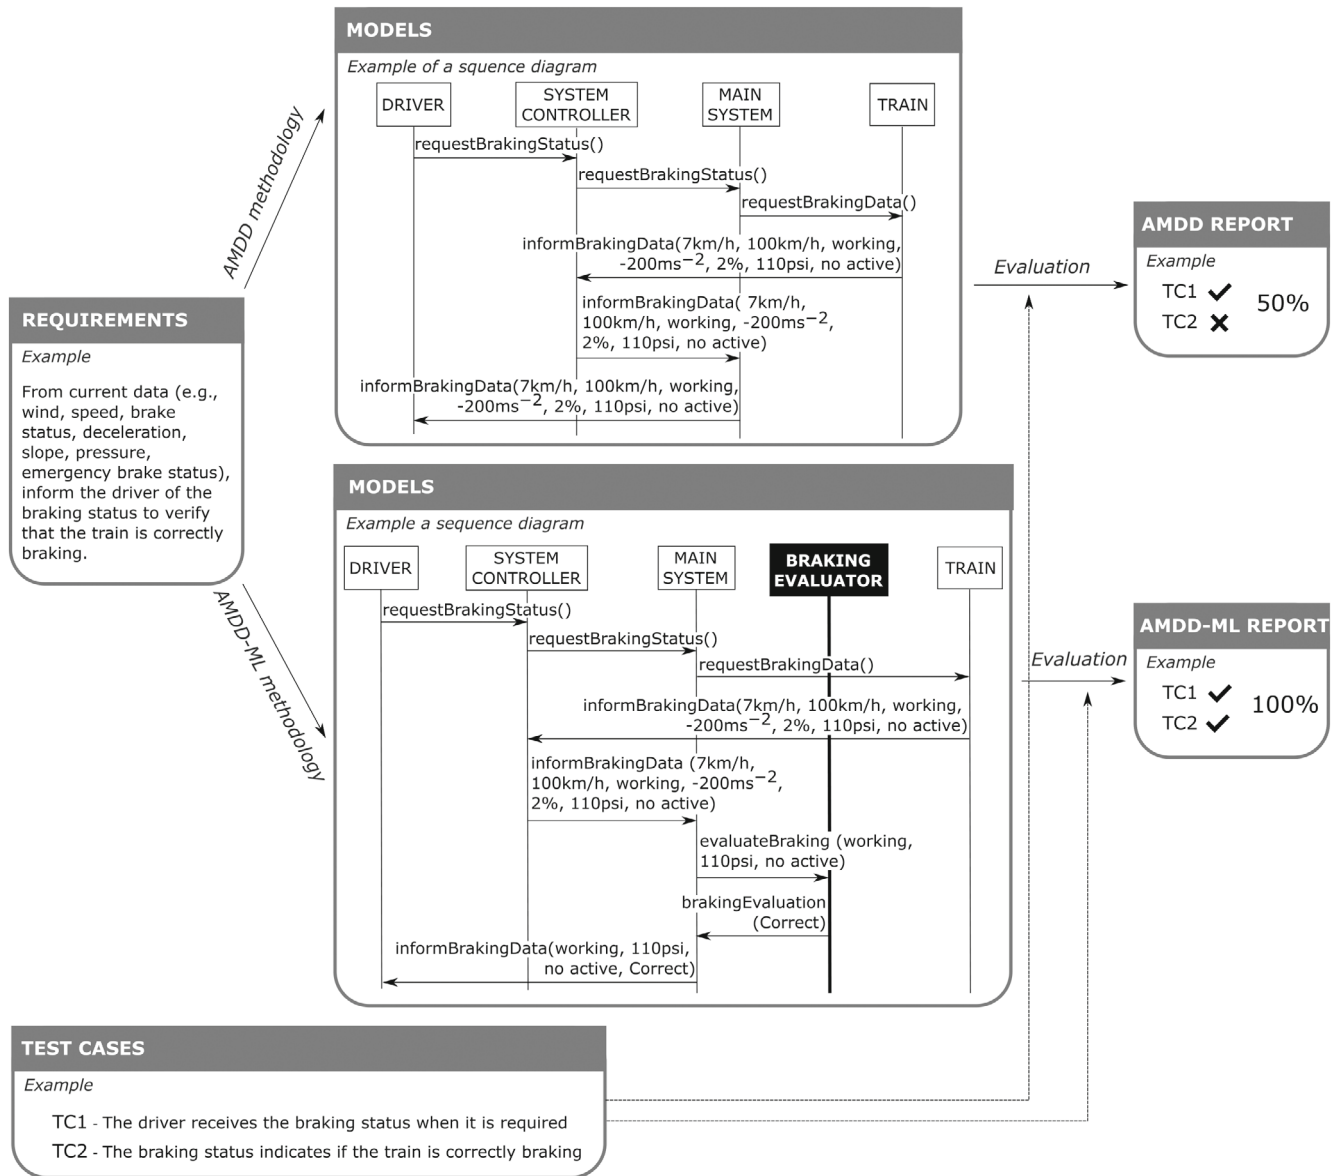 MODELS
Example of a squence diagram
DRIVER
SYSTEM
CONTROLLER
MAIN
SYSTEM
TRAIN
requestBrakingStatus()
requestBrakingStatus()
requestBrakingData()
informBrakingData(7km/h, 100km/h, working,
-200ms⁻², 2%, 110psi, no active)
informBrakingData( 7km/h,
100km/h, working, -200ms⁻²,
2%, 110psi, no active)
informBrakingData(7km/h, 100km/h, working,
-200ms⁻², 2%, 110psi, no active)
AMDD methodology
REQUIREMENTS
Example
From current data (e.g.,
wind, speed, brake
status, deceleration,
slope, pressure,
emergency brake status),
inform the driver of the
braking status to verify
that the train is correctly
braking.
AMDD-ML methodology
Evaluation
AMDD REPORT
Example
TC1 ✔
TC2 ✖
50%
MODELS
Example a sequence diagram
DRIVER
SYSTEM
CONTROLLER
MAIN
SYSTEM
BRAKING
EVALUATOR
TRAIN
requestBrakingStatus()
requestBrakingStatus()
requestBrakingData()
informBrakingData(7km/h, 100km/h, working,
-200ms⁻², 2%, 110psi, no active)
informBrakingData (7km/h,
100km/h, working, -200ms⁻²,
2%, 110psi, no active)
evaluateBraking (working,
110psi, no active)
brakingEvaluation
(Correct)
informBrakingData(working, 110psi,
no active, Correct)
Evaluation
AMDD-ML REPORT
Example
TC1 ✔
TC2 ✔
100%
TEST CASES
Example
TC1 - The driver receives the braking status when it is required
TC2 - The braking status indicates if the train is correctly braking